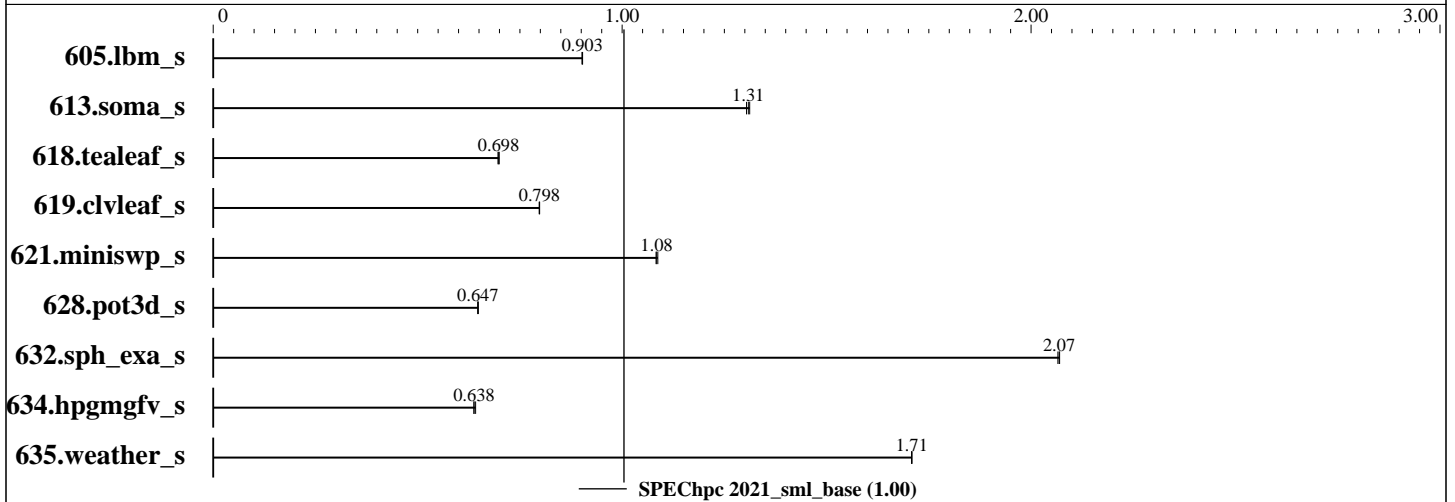 0 1.00 2.00 3.00
605.lbm_s 0.903
613.soma_s 1.31
618.tealeaf_s 0.698
619.clvleaf_s 0.798
621.miniswp_s 1.08
628.pot3d_s 0.647
632.sph_exa_s 2.07
634.hpgmgfv_s 0.638
635.weather_s 1.71
SPEChpc 2021_sml_base (1.00)